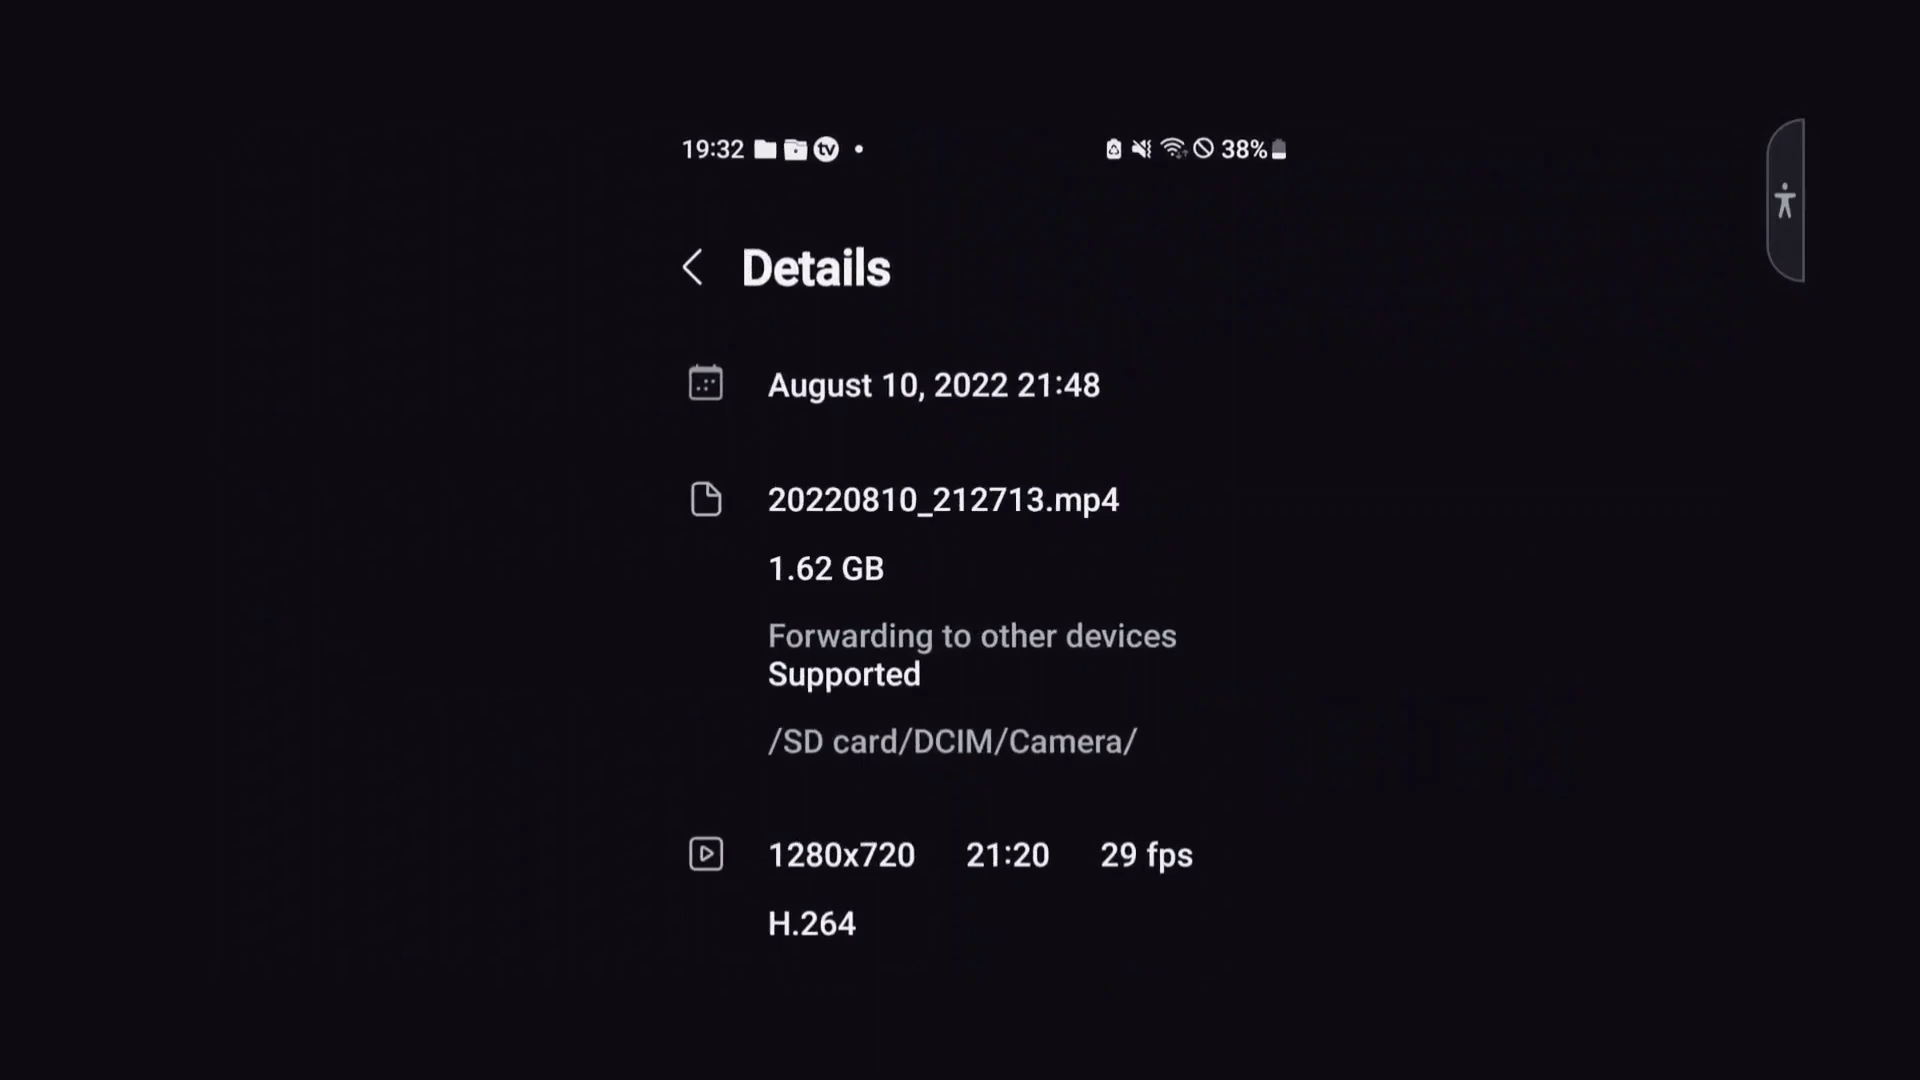 19:32 tv 38%
Details
August 10, 2022 21:48
20220810_212713.mp4
1.62 GB
Forwarding to other devices
Supported
/SD card/DCIM/Camera/
1280x720 21:20 29 fps
H.264